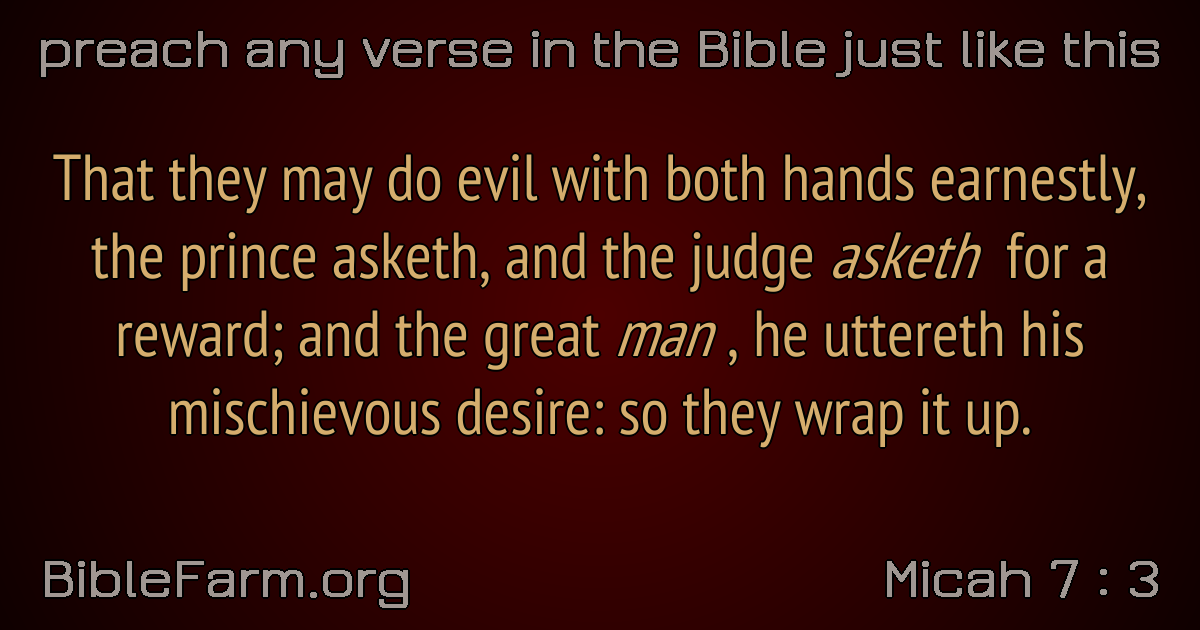 preach any verse in the Bible just like this
That they may do evil with both hands earnestly,
the prince asketh, and the judge asketh for a
reward; and the great man , he uttereth his
mischievous desire: so they wrap it up.
BibleFarm.org
Micah 7 : 3